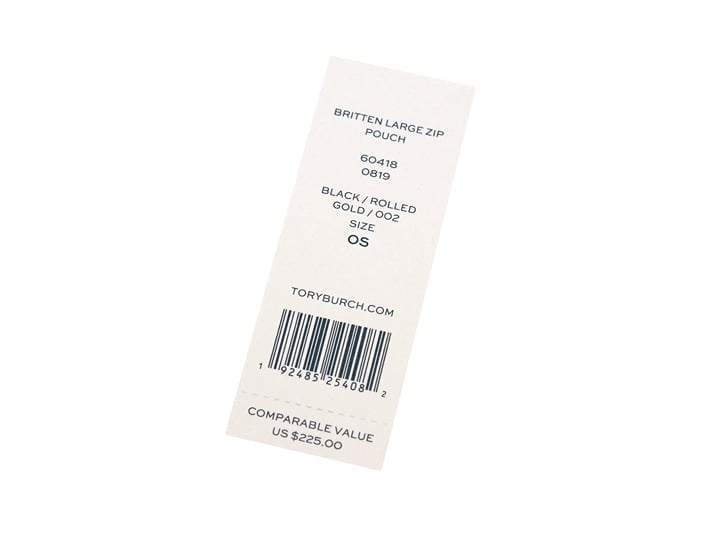 BRITTEN LARGE ZIP
POUCH
60418
0819
BLACK / ROLLED
GOLD / 002
SIZE
OS
TORYBURCH.COM
1 92485 25408 2
COMPARABLE VALUE
US $225.00